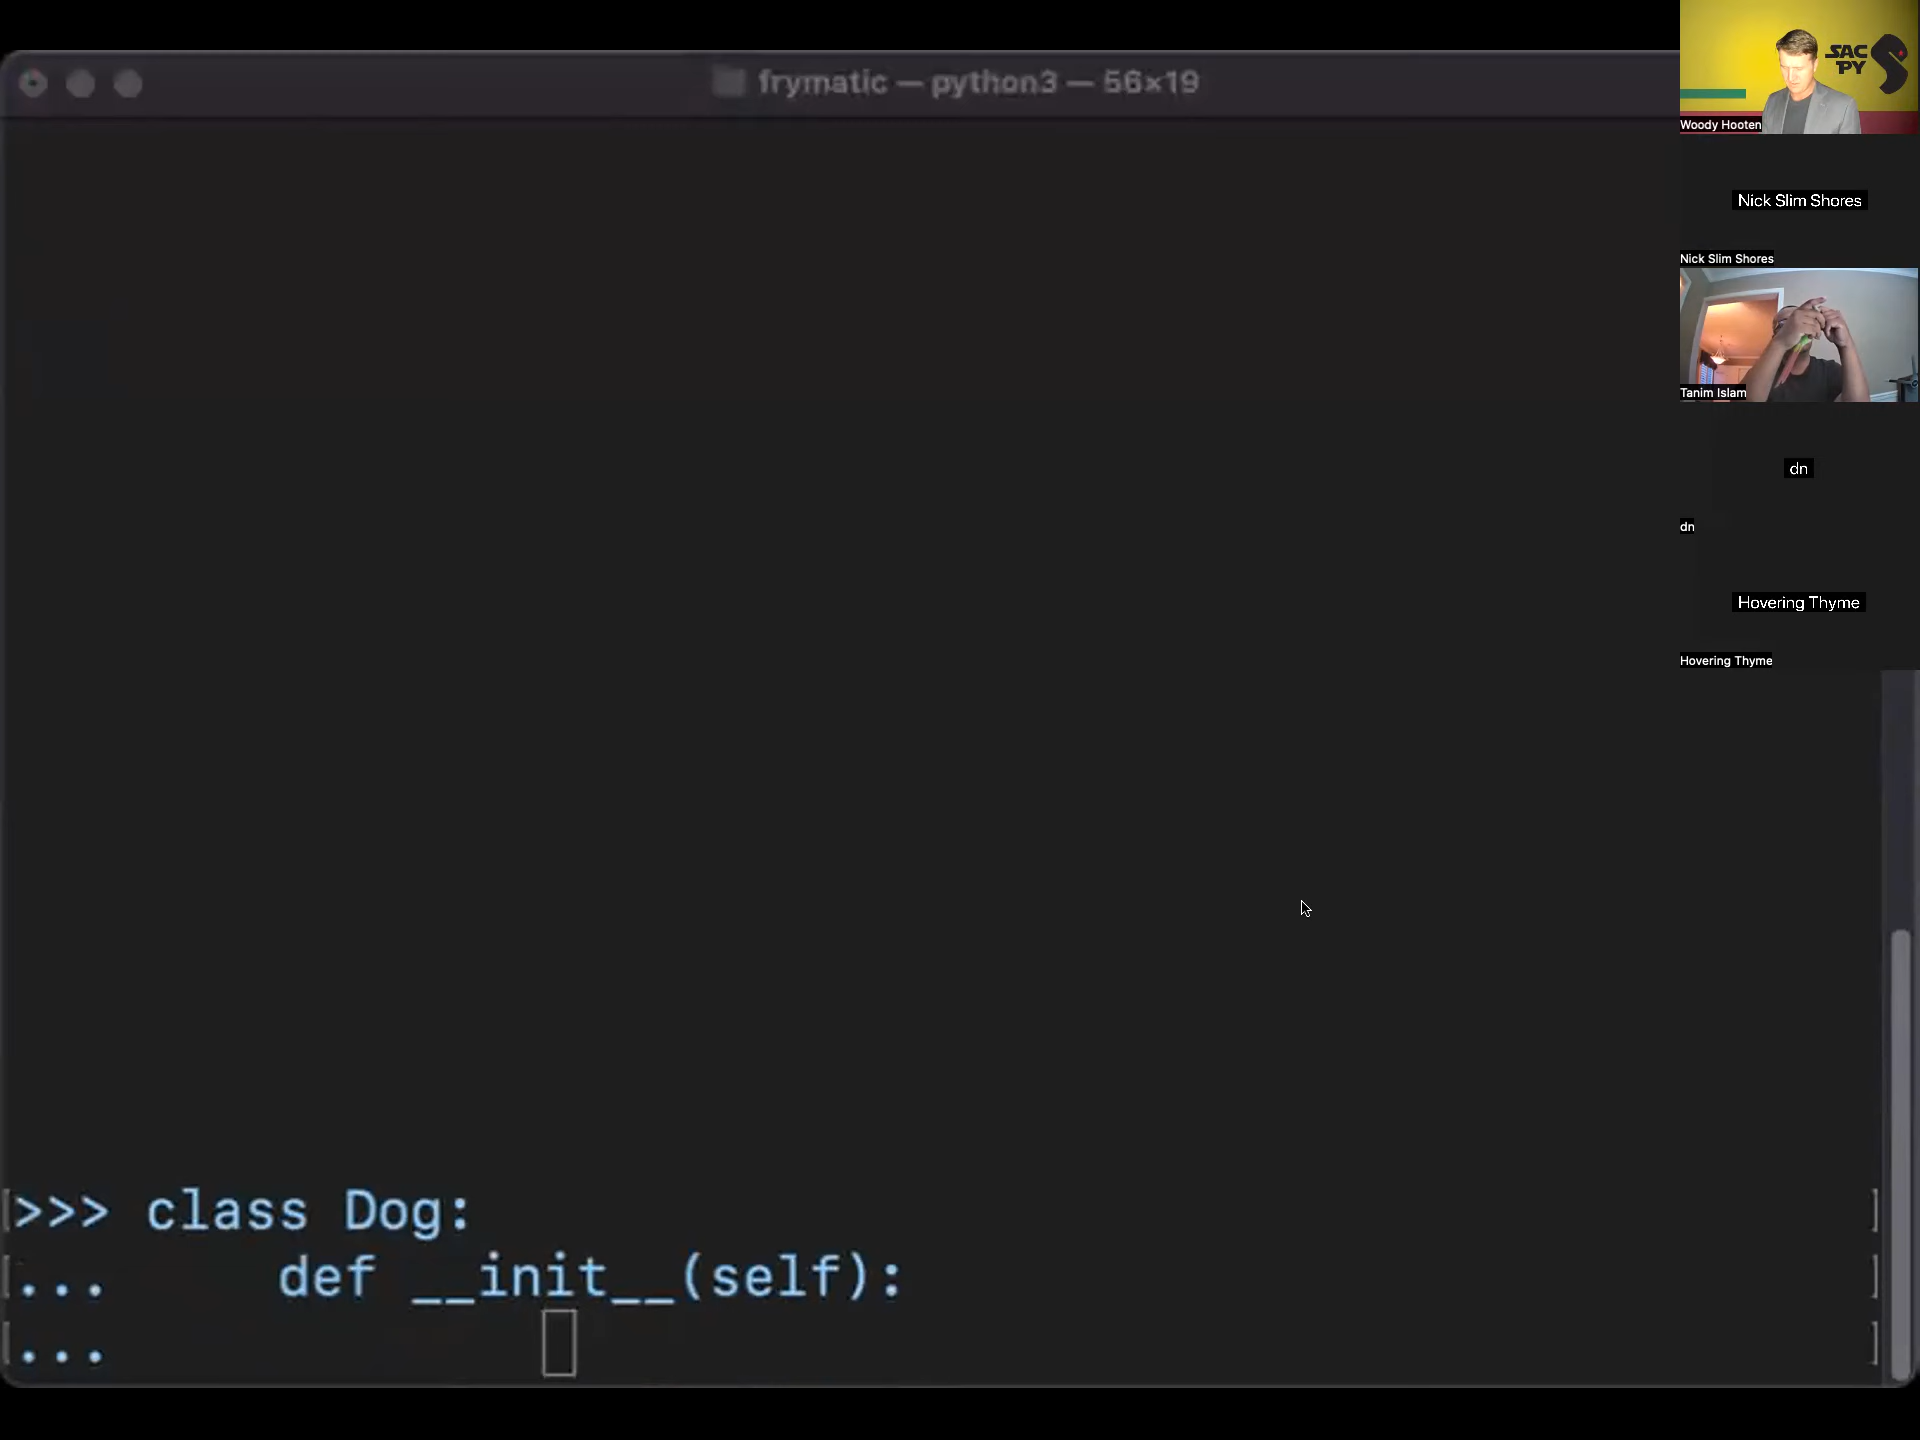 frymatic — python3 — 56×19
SAC
PY
Woody Hooten
Nick Slim Shores
Nick Slim Shores
Tanim Islam
dn
dn
Hovering Thyme
Hovering Thyme
>>> class Dog:
... def __init__(self):
...